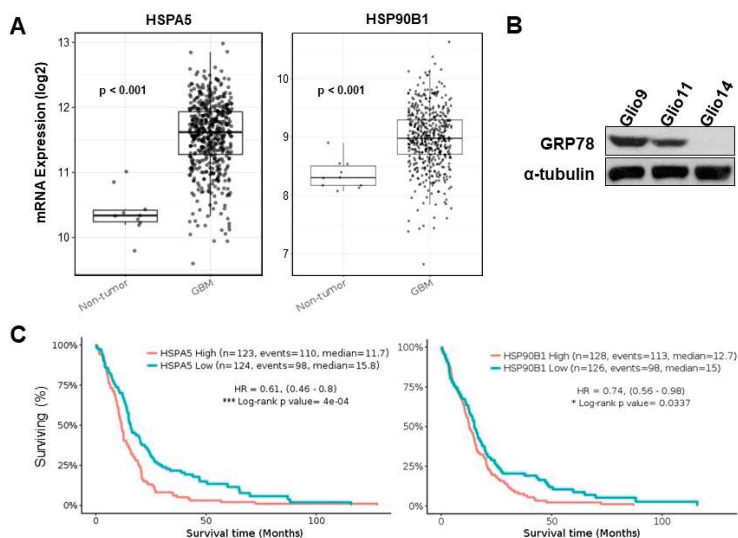 A
HSPA5
HSP90B1
mRNA Expression (log2)
13
12
11
10
p < 0.001
Non-tumor
GBM
10
9
8
7
p < 0.001
Non-tumor
GBM
B
Glio9
Glio11
Glio14
GRP78
α-tubulin
C
Surviving (%)
100%
75%
50%
25%
0%
HSPA5 High (n=123, events=110, median=11.7)
HSPA5 Low (n=124, events=98, median=15.8)
HR = 0.61, (0.46 - 0.8)
*** Log-rank p value= 4e-04
0
50
100
Survival time (Months)
100%
75%
50%
25%
0%
HSP90B1 High (n=128, events=113, median=12.7)
HSP90B1 Low (n=126, events=98, median=15)
HR = 0.74, (0.56 - 0.98)
* Log-rank p value= 0.0337
0
50
100
Survival time (Months)